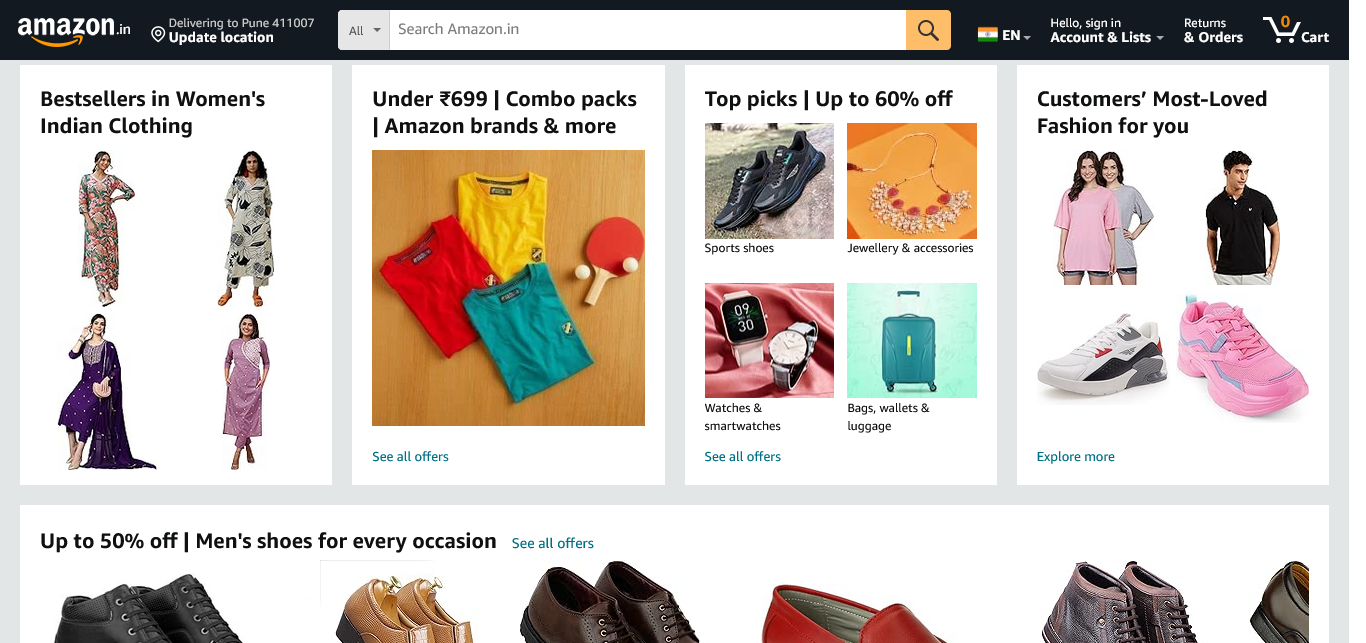 amazon.in
Delivering to Pune 411007
Update location
All
Search Amazon.in
EN
Hello, sign in
Account & Lists
Returns
& Orders
0
Cart
Bestsellers in Women's
Indian Clothing
Under ₹699 | Combo packs
| Amazon brands & more
See all offers
Top picks | Up to 60% off
Sports shoes
Jewellery & accessories
09
30
Watches &
smartwatches
Bags, wallets &
luggage
See all offers
Customers’ Most-Loved
Fashion for you
Explore more
Up to 50% off | Men's shoes for every occasion
See all offers